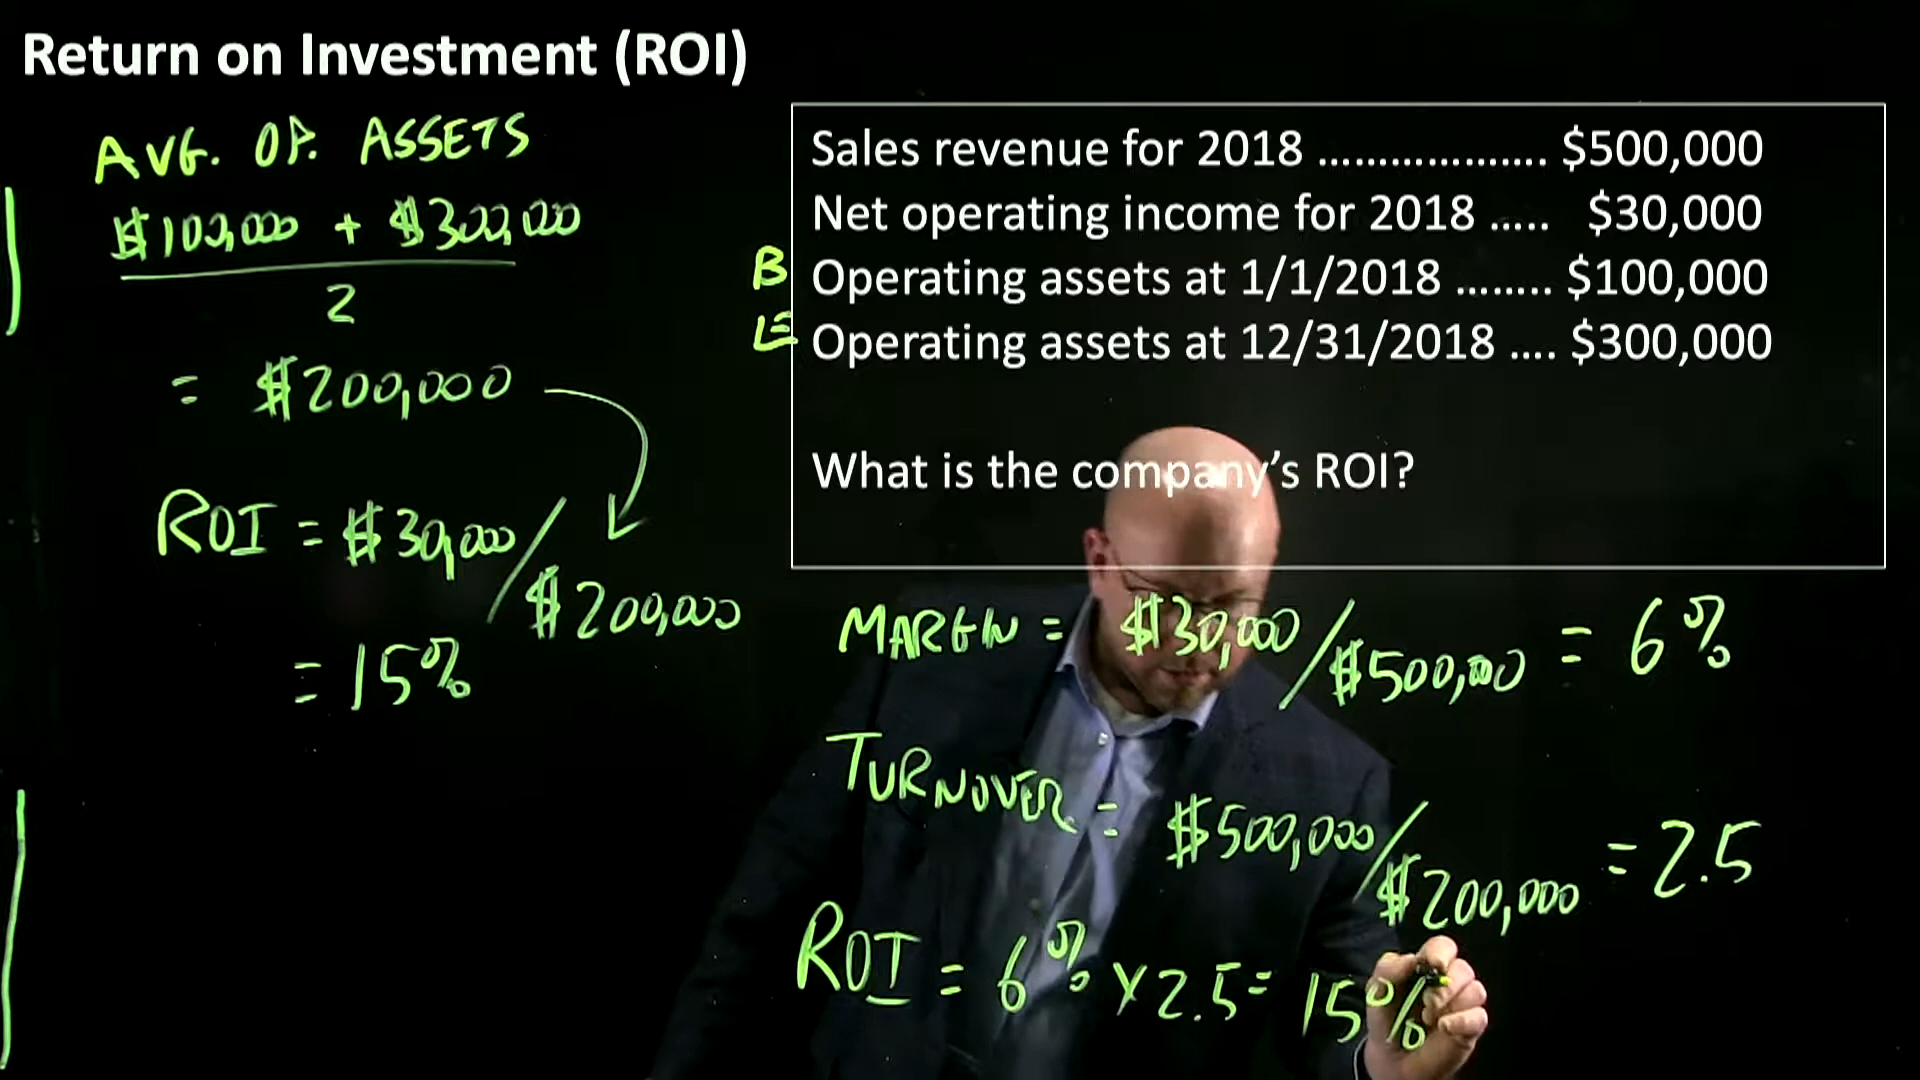 Return on Investment (ROI)
AVG. OP. ASSETS
$100,000 + $300,000
2
= $200,000
ROI = $30,000 / $200,000
= 15%
Sales revenue for 2018 ................... $500,000
Net operating income for 2018 ..... $30,000
B Operating assets at 1/1/2018 ........ $100,000
E Operating assets at 12/31/2018 .... $300,000
What is the company's ROI?
MARGIN = $30,000 / $500,000 = 6%
TURNOVER = $500,000 / $200,000 = 2.5
ROI = 6% x 2.5 = 15%